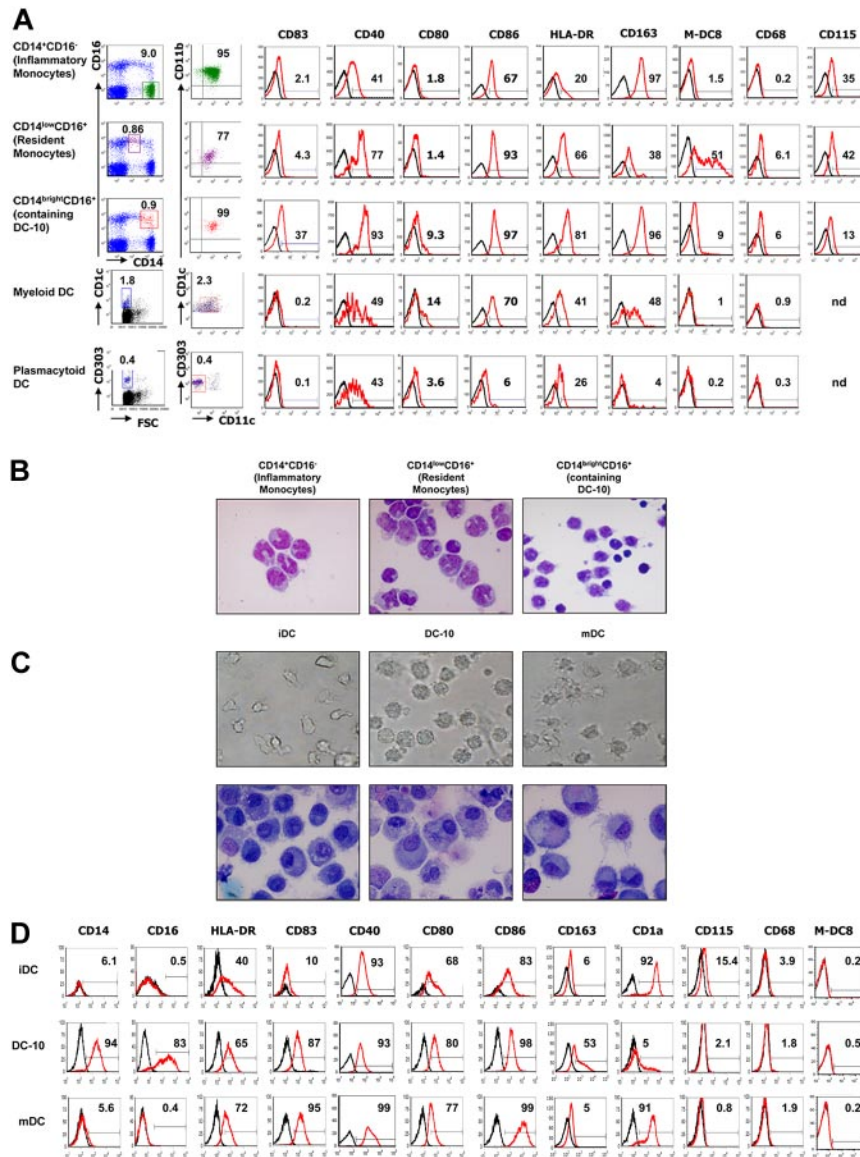 A
CD83 CD40 CD80 CD86 HLA-DR CD163 M-DC8 CD68 CD115
CD14⁺CD16⁻
(Inflammatory
Monocytes)
CD16
9.0
CD11b
95
2.1 41 1.8 67 20 97 1.5 0.2 35
CD14ˡᵒʷCD16⁺
(Resident
Monocytes)
0.86
77
4.3 77 1.4 93 66 38 51 6.1 42
CD14ᵇʳⁱᵍʰᵗCD16⁺
(containing
DC-10)
0.9
99
37 93 9.3 97 81 96 9 6 13
CD14
Myeloid DC
CD1c
1.8
CD1c
2.3
0.2 49 14 70 41 48 1 0.9 nd
Plasmacytoid
DC
CD303
0.4
CD303
0.4
0.1 43 3.6 6 26 4 0.2 0.3 nd
FSC
CD11c
B
CD14⁺CD16⁻
(Inflammatory
Monocytes)
CD14ˡᵒʷCD16⁺
(Resident
Monocytes)
CD14ᵇʳⁱᵍʰᵗCD16⁺
(containing
DC-10)
C
iDC DC-10 mDC
D
CD14 CD16 HLA-DR CD83 CD40 CD80 CD86 CD163 CD1a CD115 CD68 M-DC8
iDC 6.1 0.5 40 10 93 68 83 6 92 15.4 3.9 0.2
DC-10 94 83 65 87 93 80 98 53 5 2.1 1.8 0.5
mDC 5.6 0.4 72 95 99 77 99 5 91 0.8 1.9 0.2